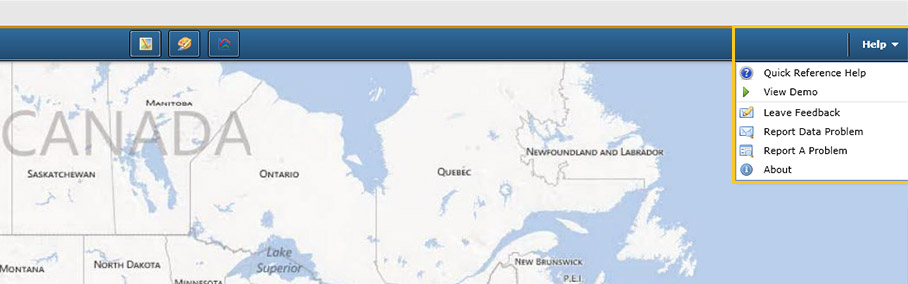 Help
Quick Reference Help
View Demo
Leave Feedback
Report Data Problem
Report A Problem
About
MANITOBA
CANADA
SASKATCHEWAN
ONTARIO
QUEBEC
NEWFOUNDLAND AND LABRADOR
MONTANA
NORTH DAKOTA
MINNESOTA
Lake
Superior
NEW BRUNSWICK
P.E.I.